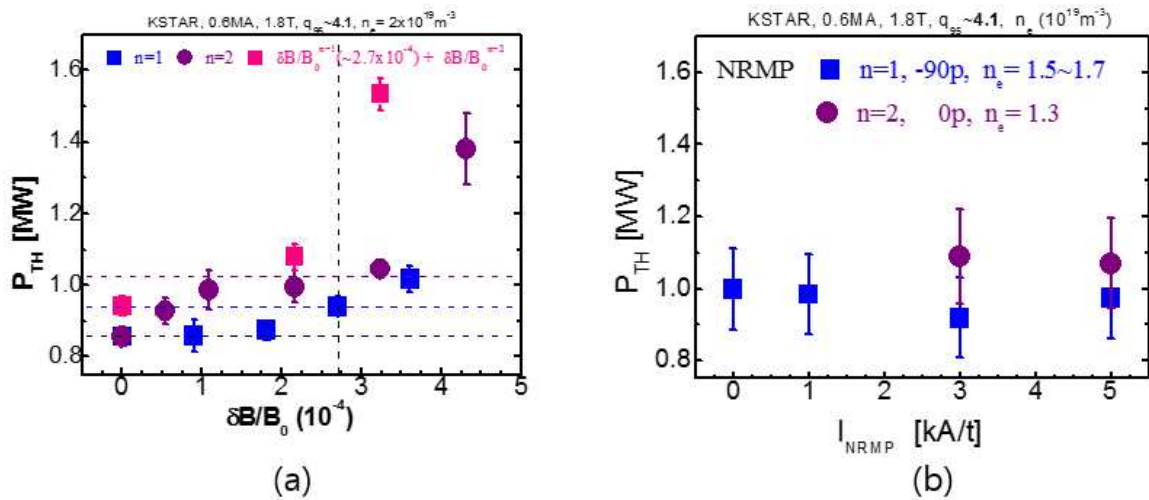 KSTAR, 0.6MA, 1.8T, q95~4.1, ne = 2x10^19 m^-3
n=1 n=2 δB/B0^n=1 (~2.7x10^-4) + δB/B0^n=2
1.6
1.4
1.2
1.0
0.8
PTH [MW]
0 1 2 3 4 5
δB/B0 (10^-4)
(a)
KSTAR, 0.6MA, 1.8T, q95~4.1, ne (10^19 m^-3)
NRMP n=1, -90p, ne = 1.5~1.7
n=2, 0p, ne = 1.3
1.6
1.4
1.2
1.0
0.8
PTH [MW]
0 1 2 3 4 5
INRMP [kA/t]
(b)